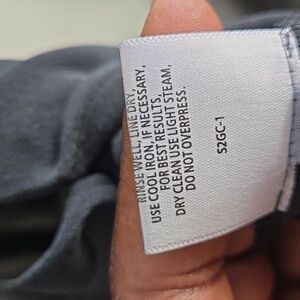 RINSE WELL, LINE DRY,
USE COOL IRON, IF NECESSARY,
FOR BEST RESULTS,
DRY CLEAN USE LIGHT STEAM,
DO NOT OVERPRESS.
S2GC-1